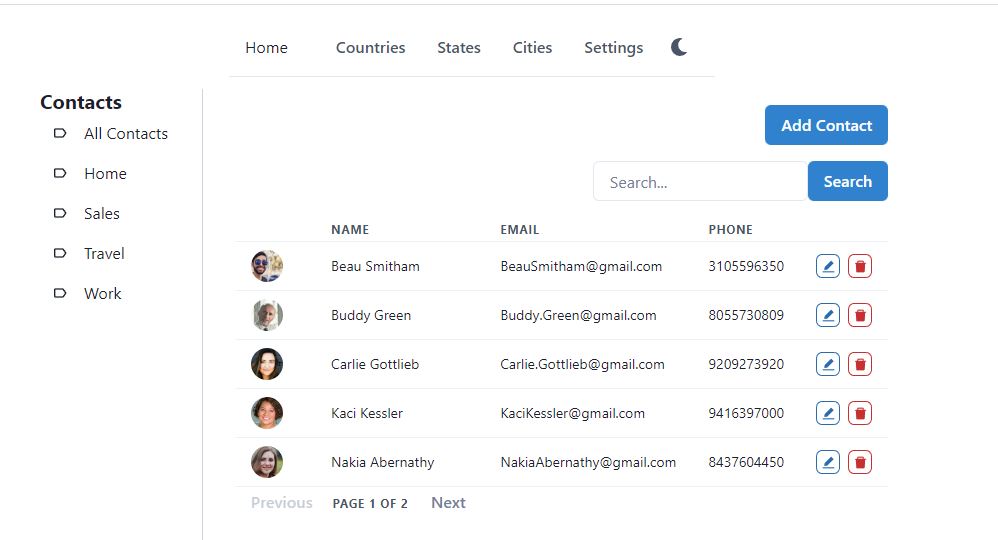 Home Countries States Cities Settings
Contacts
All Contacts
Home
Sales
Travel
Work
Add Contact
Search... Search
NAME EMAIL PHONE
Beau Smitham BeauSmitham@gmail.com 3105596350
Buddy Green Buddy.Green@gmail.com 8055730809
Carlie Gottlieb Carlie.Gottlieb@gmail.com 9209273920
Kaci Kessler KaciKessler@gmail.com 9416397000
Nakia Abernathy NakiaAbernathy@gmail.com 8437604450
Previous PAGE 1 OF 2 Next